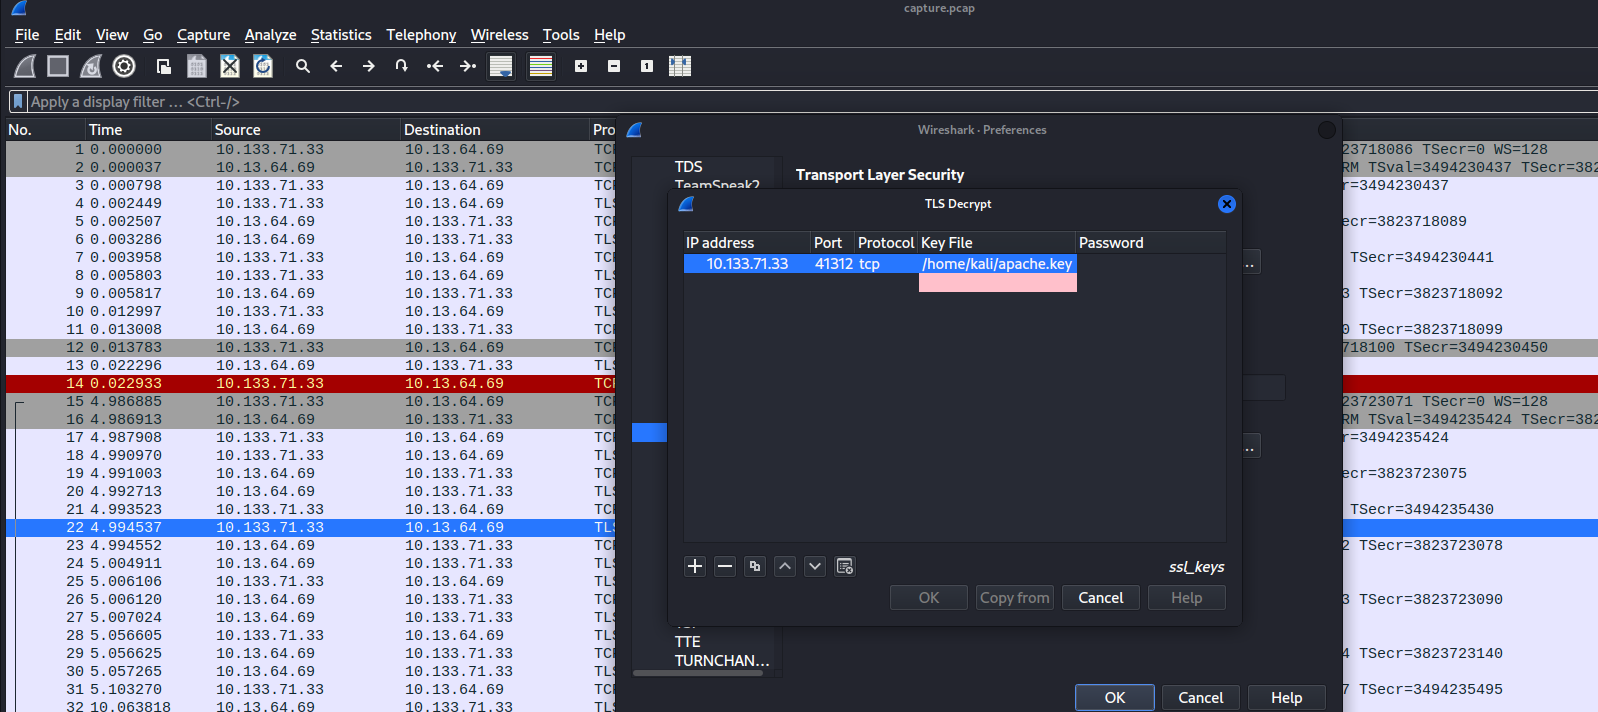 capture.pcap
File Edit View Go Capture Analyze Statistics Telephony Wireless Tools Help
Apply a display filter … <Ctrl-/>
No. Time Source Destination Pro
1 0.000000 10.133.71.33 10.13.64.69 TC 23718086 TSecr=0 WS=128
2 0.000037 10.13.64.69 10.133.71.33 TC RM TSval=3494230437 TSecr=382
3 0.000798 10.133.71.33 10.13.64.69 TC r=3494230437
4 0.002449 10.133.71.33 10.13.64.69 TLS
5 0.002507 10.13.64.69 10.133.71.33 TC ecr=3823718089
6 0.003286 10.13.64.69 10.133.71.33 TLS
7 0.003958 10.133.71.33 10.13.64.69 TC TSecr=3494230441
8 0.005803 10.133.71.33 10.13.64.69 TLS
9 0.005817 10.13.64.69 10.133.71.33 TC 3 TSecr=3823718092
10 0.012997 10.133.71.33 10.13.64.69 TLS
11 0.013008 10.13.64.69 10.133.71.33 TC 0 TSecr=3823718099
12 0.013783 10.133.71.33 10.13.64.69 TC 718100 TSecr=3494230450
13 0.022296 10.13.64.69 10.133.71.33 TLS
14 0.022933 10.133.71.33 10.13.64.69 TC
15 4.986885 10.133.71.33 10.13.64.69 TC 23723071 TSecr=0 WS=128
16 4.986913 10.13.64.69 10.133.71.33 TC RM TSval=3494235424 TSecr=382
17 4.987908 10.133.71.33 10.13.64.69 TC r=3494235424
18 4.990970 10.133.71.33 10.13.64.69 TLS
19 4.991003 10.13.64.69 10.133.71.33 TC ecr=3823723075
20 4.992713 10.13.64.69 10.133.71.33 TLS
21 4.993523 10.133.71.33 10.13.64.69 TC TSecr=3494235430
22 4.994537 10.133.71.33 10.13.64.69 TLS
23 4.994552 10.13.64.69 10.133.71.33 TC 2 TSecr=3823723078
24 5.004911 10.13.64.69 10.133.71.33 TLS
25 5.006106 10.133.71.33 10.13.64.69 TLS
26 5.006120 10.13.64.69 10.133.71.33 TC 3 TSecr=3823723090
27 5.007024 10.13.64.69 10.133.71.33 TLS
28 5.056605 10.133.71.33 10.13.64.69 TLS
29 5.056625 10.13.64.69 10.133.71.33 TC 4 TSecr=3823723140
30 5.057265 10.13.64.69 10.133.71.33 TLS
31 5.103270 10.133.71.33 10.13.64.69 TC 7 TSecr=3494235495
32 10.063818 10.133.71.33 10.13.64.69 TLS
Wireshark · Preferences
TDS
TeamSpeak2
Transport Layer Security
TLS Decrypt
IP address Port Protocol Key File Password
10.133.71.33 41312 tcp /home/kali/apache.key
ssl_keys
OK Copy from Cancel Help
TTE
TURNCHAN…
OK Cancel Help